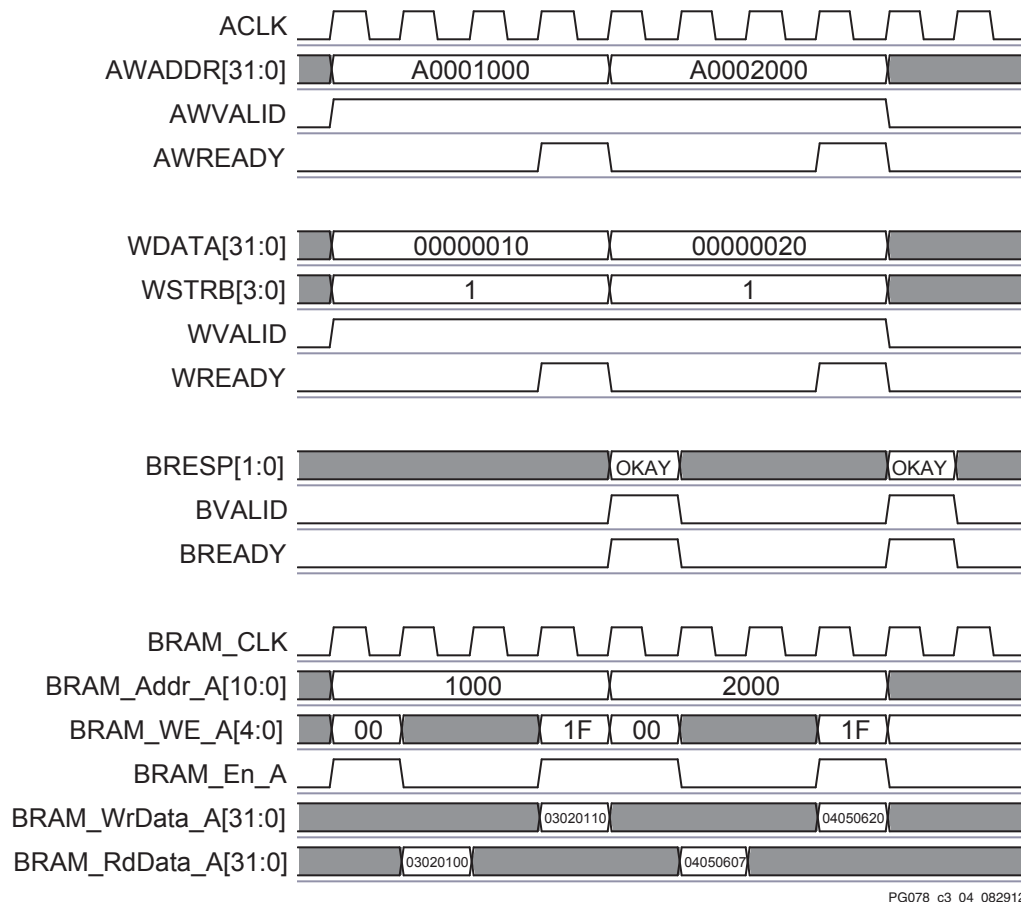 ACLK
AWADDR[31:0] A0001000 A0002000
AWVALID
AWREADY
WDATA[31:0] 00000010 00000020
WSTRB[3:0] 1 1
WVALID
WREADY
BRESP[1:0] OKAY OKAY
BVALID
BREADY
BRAM_CLK
BRAM_Addr_A[10:0] 1000 2000
BRAM_WE_A[4:0] 00 1F 00 1F
BRAM_En_A
BRAM_WrData_A[31:0] 03020110 04050620
BRAM_RdData_A[31:0] 03020100 04050607
PG078_c3_04_082912